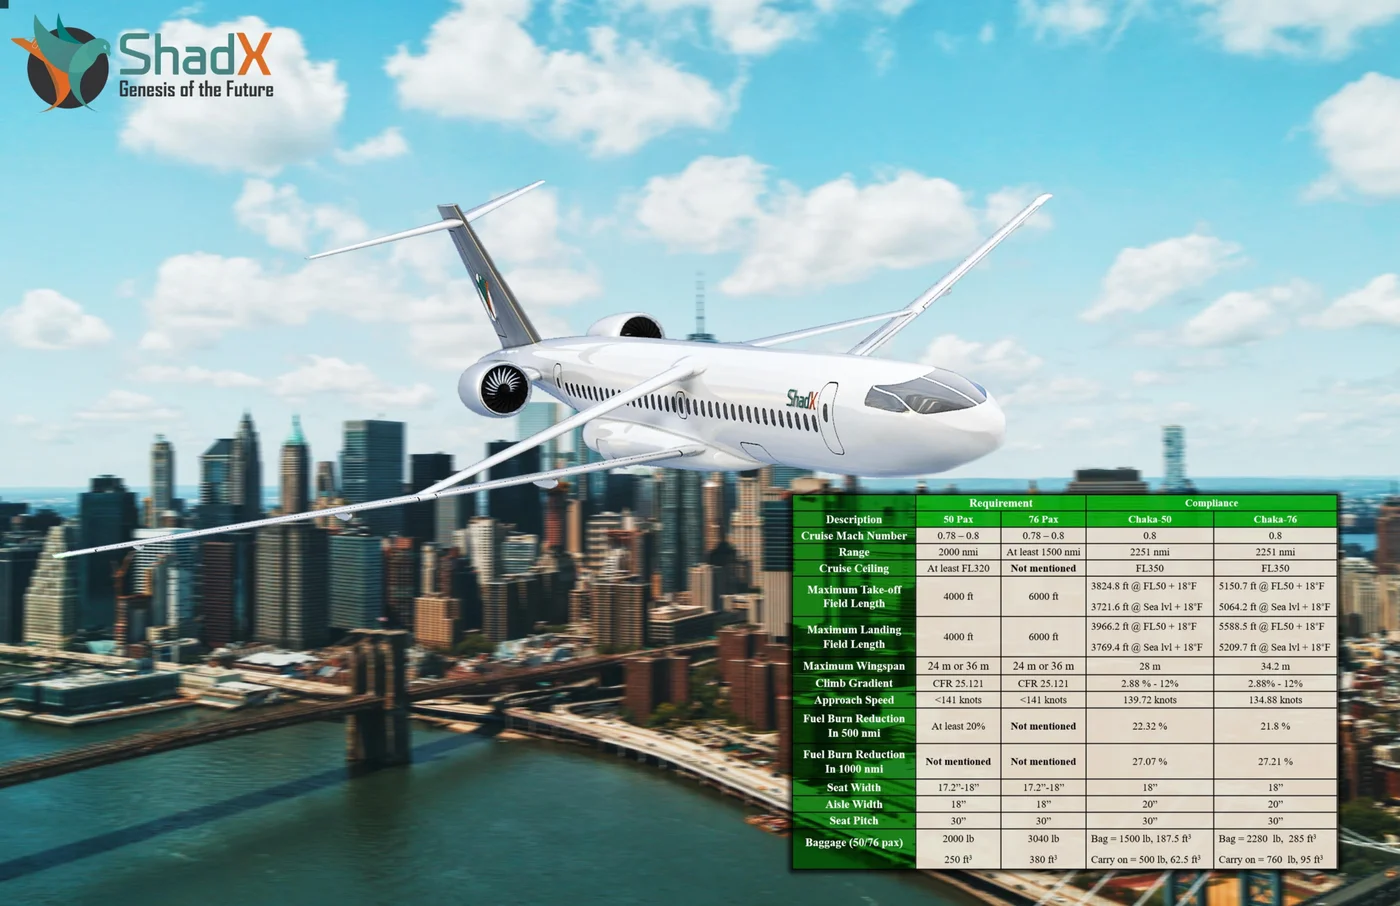 ShadX
Genesis of the Future
ShadX
Requirement Compliance
Description 50 Pax 76 Pax Chaka-50 Chaka-76
Cruise Mach Number 0.78 – 0.8 0.78 – 0.8 0.8 0.8
Range 2000 nmi At least 1500 nmi 2251 nmi 2251 nmi
Cruise Ceiling At least FL320 Not mentioned FL350 FL350
Maximum Take-off Field Length 4000 ft 6000 ft 3824.8 ft @ FL50 + 18°F 5150.7 ft @ FL50 + 18°F
3721.6 ft @ Sea lvl + 18°F 5064.2 ft @ Sea lvl + 18°F
Maximum Landing Field Length 4000 ft 6000 ft 3966.2 ft @ FL50 + 18°F 5588.5 ft @ FL50 + 18°F
3769.4 ft @ Sea lvl + 18°F 5209.7 ft @ Sea lvl + 18°F
Maximum Wingspan 24 m or 36 m 24 m or 36 m 28 m 34.2 m
Climb Gradient CFR 25.121 CFR 25.121 2.88 % - 12% 2.88% - 12%
Approach Speed <141 knots <141 knots 139.72 knots 134.88 knots
Fuel Burn Reduction In 500 nmi At least 20% Not mentioned 22.32 % 21.8 %
Fuel Burn Reduction In 1000 nmi Not mentioned Not mentioned 27.07 % 27.21 %
Seat Width 17.2”-18” 17.2”-18” 18” 18”
Aisle Width 18” 18” 20” 20”
Seat Pitch 30” 30” 30” 30”
Baggage (50/76 pax) 2000 lb 3040 lb Bag = 1500 lb, 187.5 ft³ Bag = 2280 lb, 285 ft³
250 ft³ 380 ft³ Carry on = 500 lb, 62.5 ft³ Carry on = 760 lb, 95 ft³